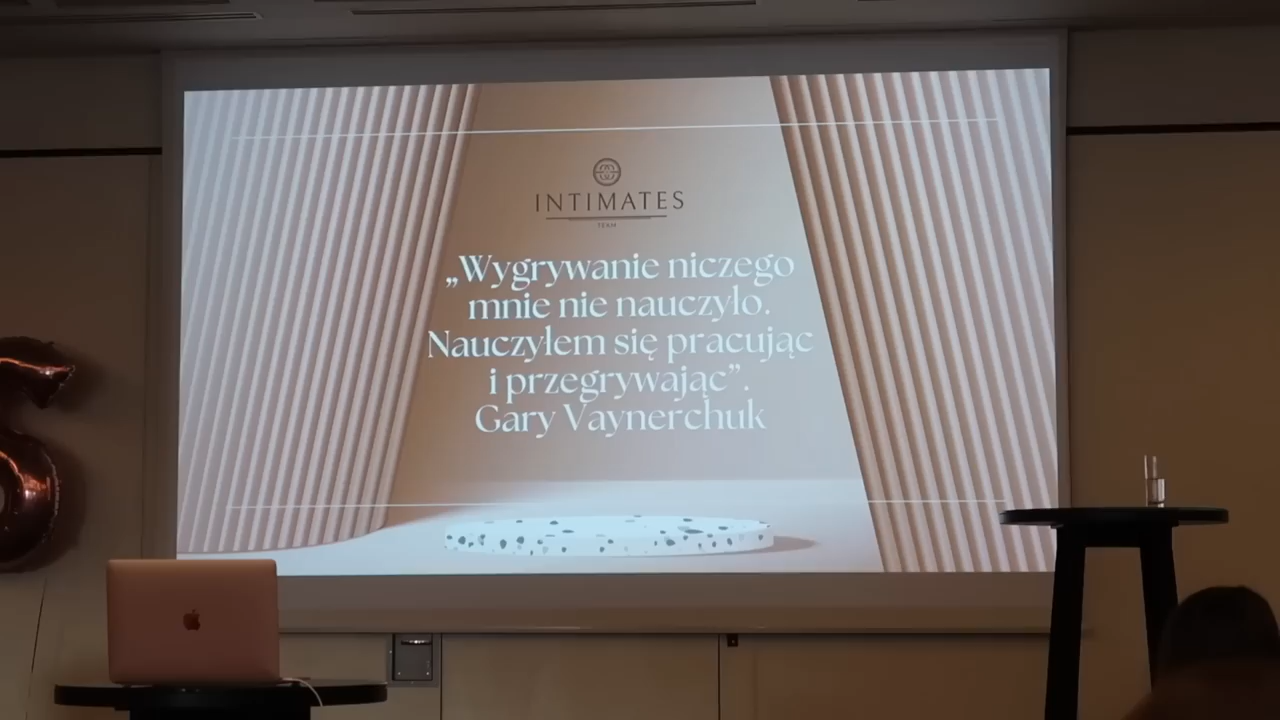 INTIMATES
TEAM
„Wygrywanie niczego
mnie nie nauczyło.
Nauczyłem się pracując
i przegrywając”.
Gary Vaynerchuk